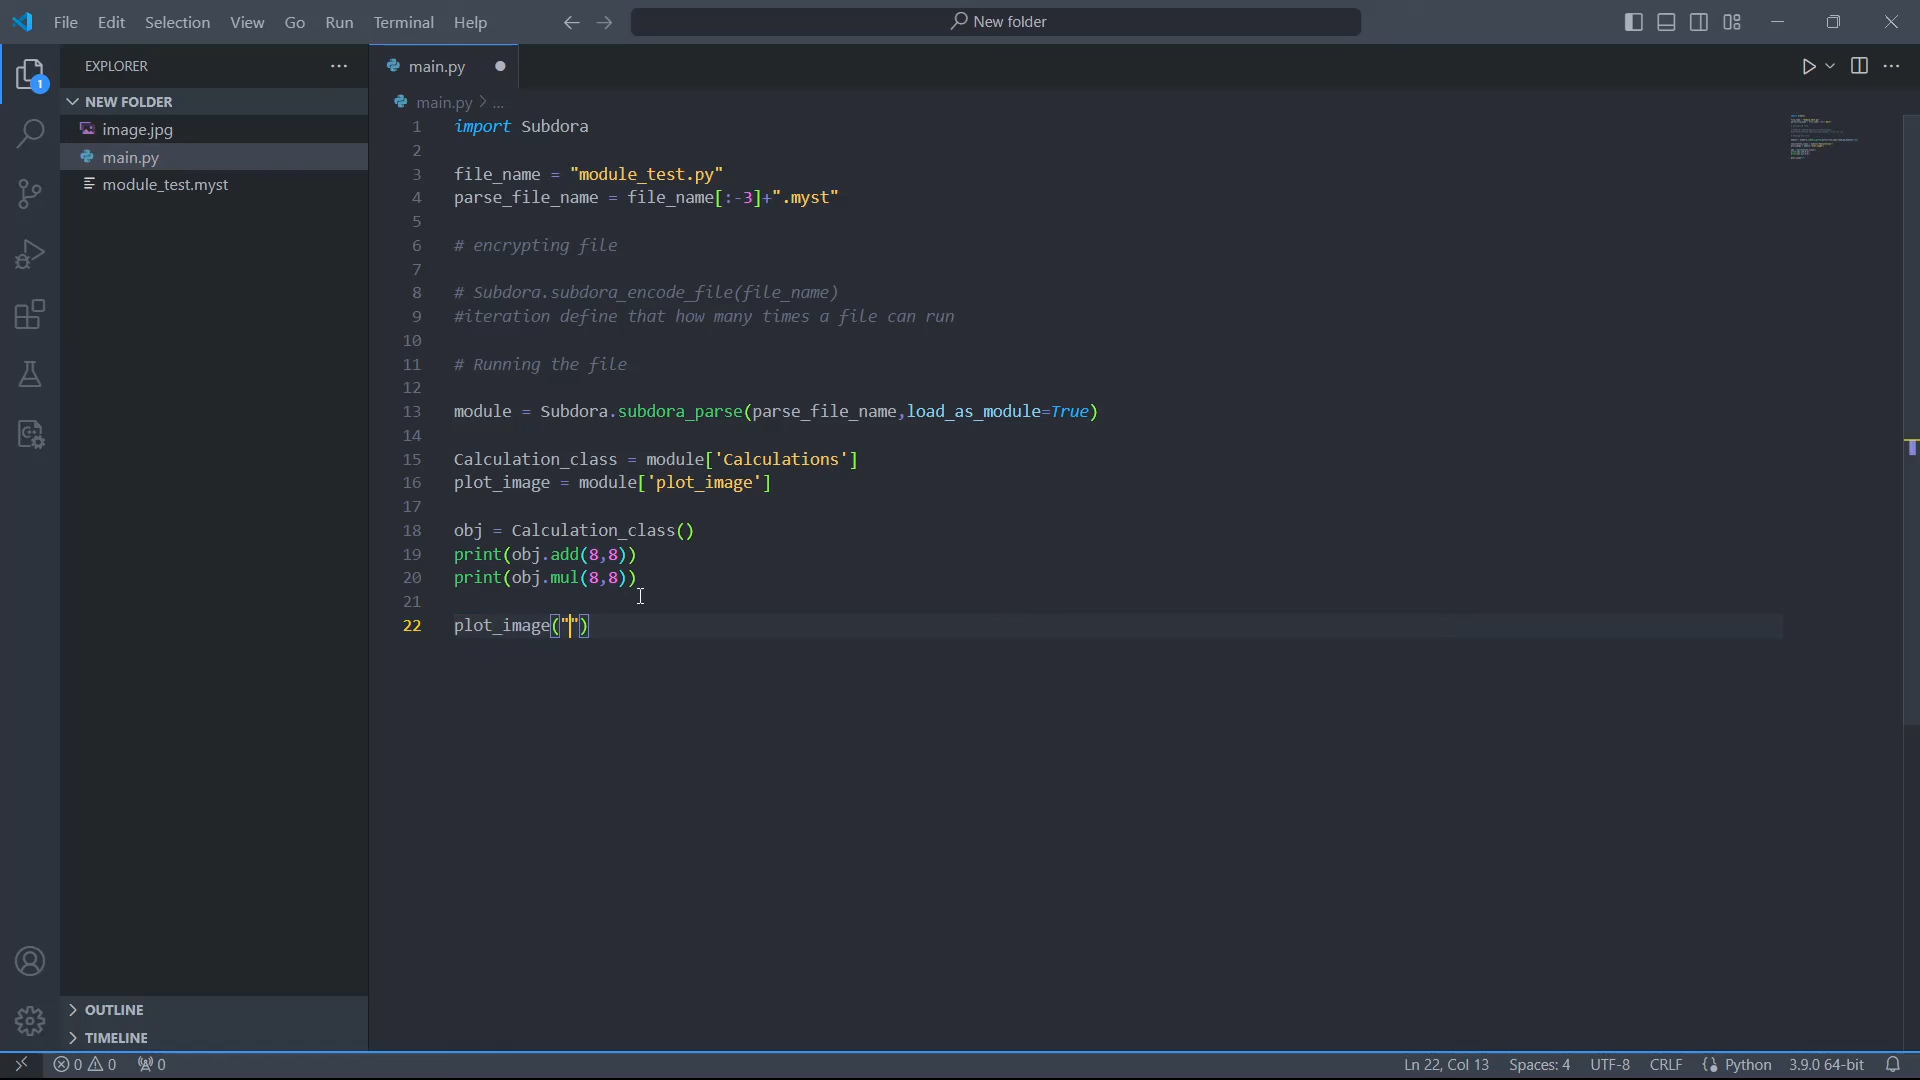 File Edit Selection View Go Run Terminal Help
New folder
EXPLORER
1
NEW FOLDER
image.jpg
main.py
module_test.myst
OUTLINE
TIMELINE
main.py
main.py > ...
1 import Subdora
2
3 file_name = "module_test.py"
4 parse_file_name = file_name[:-3]+".myst"
5
6 # encrypting file
7
8 # Subdora.subdora_encode_file(file_name)
9 #iteration define that how many times a file can run
10
11 # Running the file
12
13 module = Subdora.subdora_parse(parse_file_name,load_as_module=True)
14
15 Calculation_class = module['Calculations']
16 plot_image = module['plot_image']
17
18 obj = Calculation_class()
19 print(obj.add(8,8))
20 print(obj.mul(8,8))
21
22 plot_image("")
0 0 0 Ln 22, Col 13 Spaces: 4 UTF-8 CRLF Python 3.9.0 64-bit